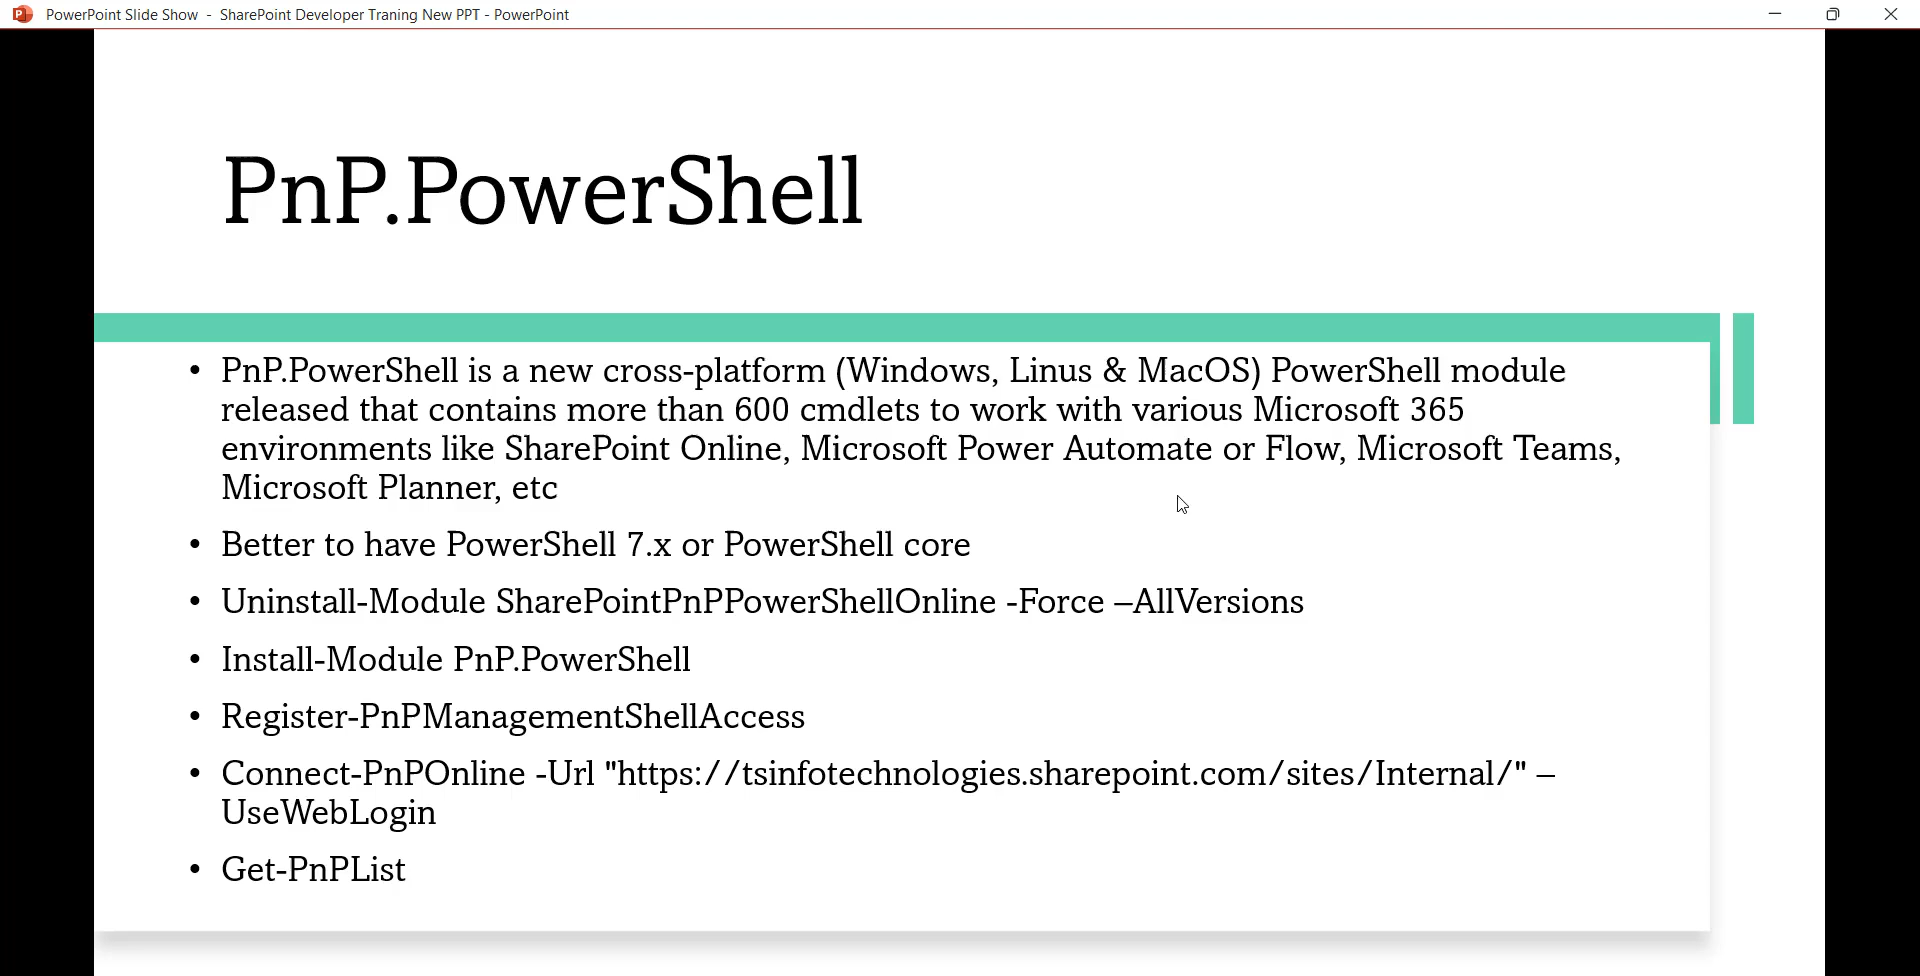 PowerPoint Slide Show - SharePoint Developer Traning New PPT - PowerPoint
PnP.PowerShell
• PnP.PowerShell is a new cross-platform (Windows, Linus & MacOS) PowerShell module
released that contains more than 600 cmdlets to work with various Microsoft 365
environments like SharePoint Online, Microsoft Power Automate or Flow, Microsoft Teams,
Microsoft Planner, etc
• Better to have PowerShell 7.x or PowerShell core
• Uninstall-Module SharePointPnPPowerShellOnline -Force –AllVersions
• Install-Module PnP.PowerShell
• Register-PnPManagementShellAccess
• Connect-PnPOnline -Url "https://tsinfotechnologies.sharepoint.com/sites/Internal/" –
UseWebLogin
• Get-PnPList